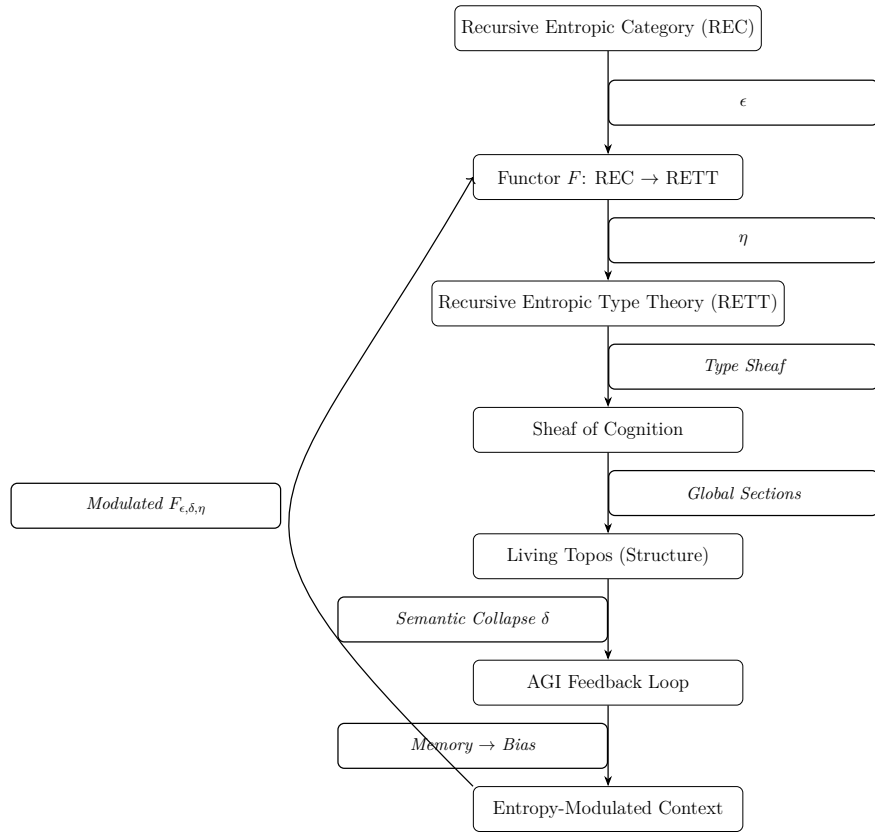 Recursive Entropic Category (REC)
ϵ
Functor F: REC → RETT
η
Recursive Entropic Type Theory (RETT)
Type Sheaf
Sheaf of Cognition
Global Sections
Modulated Fϵ,δ,η
Living Topos (Structure)
Semantic Collapse δ
AGI Feedback Loop
Memory → Bias
Entropy-Modulated Context